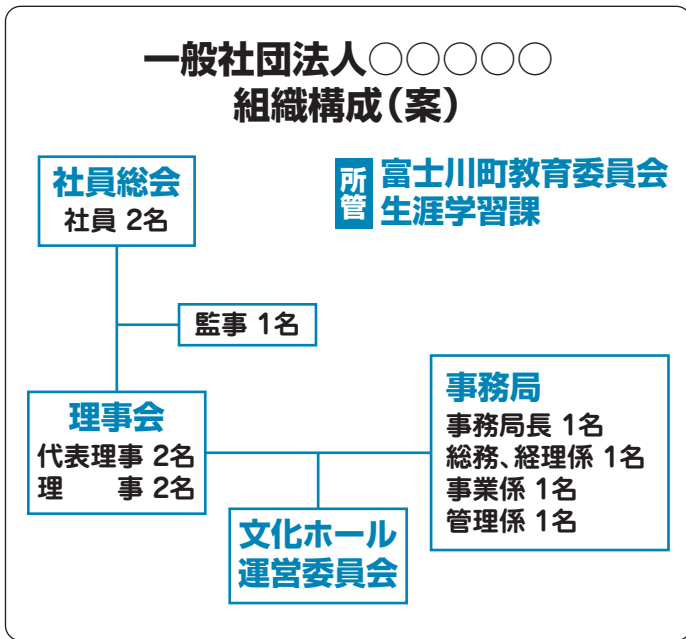 一般社団法人○○○○○
組織構成(案)
社員総会
社員 2名
所管
富士川町教育委員会
生涯学習課
監事 1名
理事会
代表理事 2名
理　　事 2名
事務局
事務局長 1名
総務、経理係 1名
事業係 1名
管理係 1名
文化ホール
運営委員会